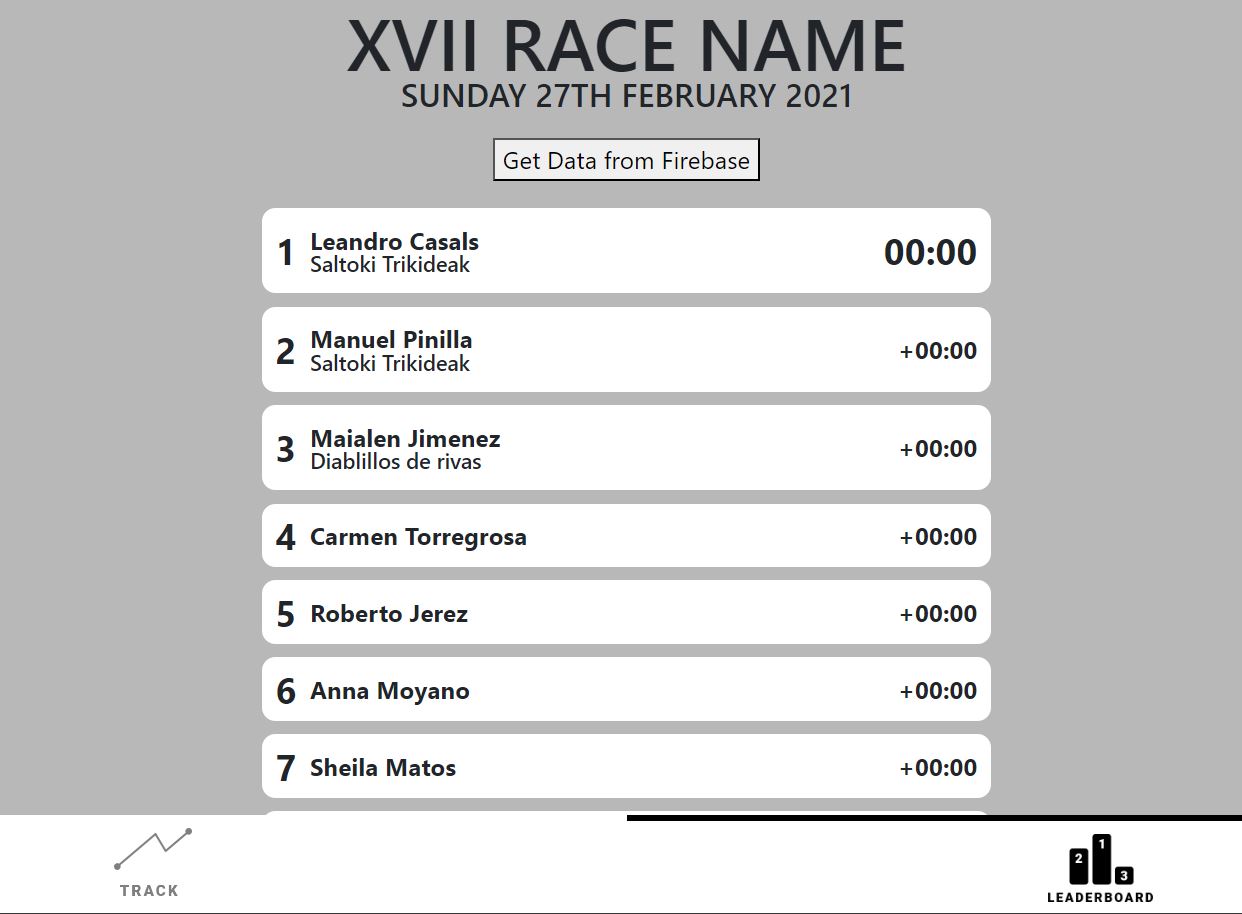 XVII RACE NAME
SUNDAY 27TH FEBRUARY 2021
Get Data from Firebase
1 Leandro Casals 00:00
Saltoki Trikideak
2 Manuel Pinilla +00:00
Saltoki Trikideak
3 Maialen Jimenez +00:00
Diablillos de rivas
4 Carmen Torregrosa +00:00
5 Roberto Jerez +00:00
6 Anna Moyano +00:00
7 Sheila Matos +00:00
TRACK
2 1 3
LEADERBOARD